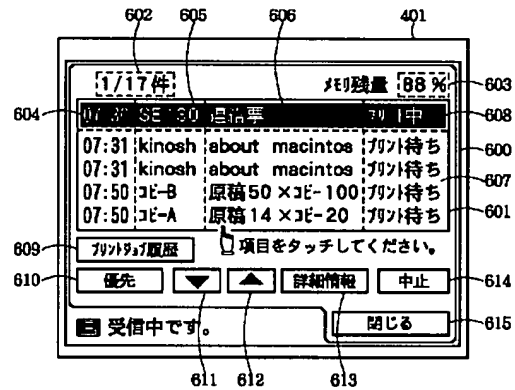 602 605 606 401
1/17件 メモリ残量 88%
603
604
608
07:31 kinosh about macintos プリント待ち
600
07:31 kinosh about macintos プリント待ち
607
07:50 コピーB 原稿50×コピー100 プリント待ち
07:50 コピーA 原稿14×コピー20 プリント待ち
601
609
プリントジョブ履歴 項目をタッチしてください。
610
優先 ▼ ▲ 詳細情報 中止
614
受信中です。 閉じる
615
611 612 613